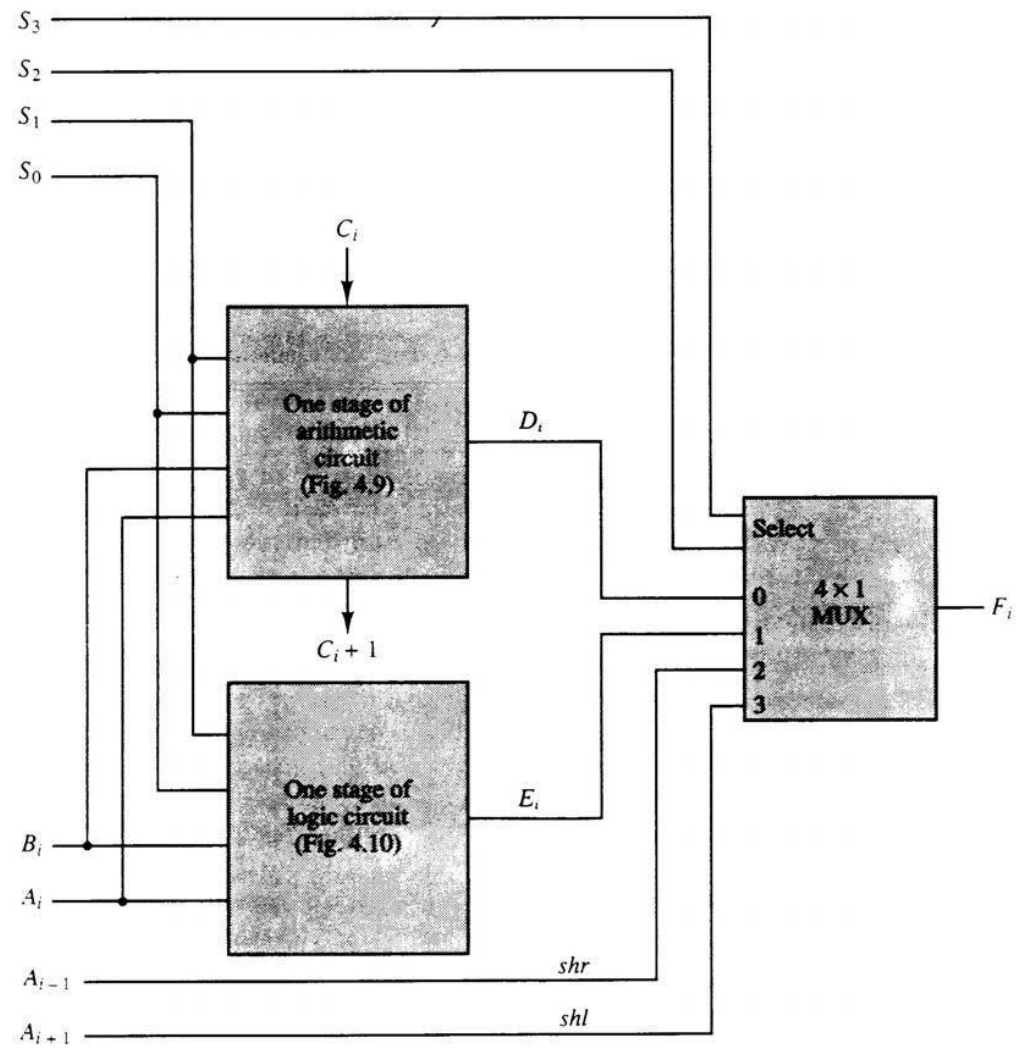 S₃
S₂
S₁
S₀
Cᵢ
One stage of
arithmetic
circuit
(Fig. 4.9)
Dᵢ
Select
0
4 × 1
MUX
1
2
3
Fᵢ
Cᵢ + 1
One stage of
logic circuit
(Fig. 4.10)
Eᵢ
Bᵢ
Aᵢ
Aᵢ₋₁
shr
Aᵢ₊₁
shl